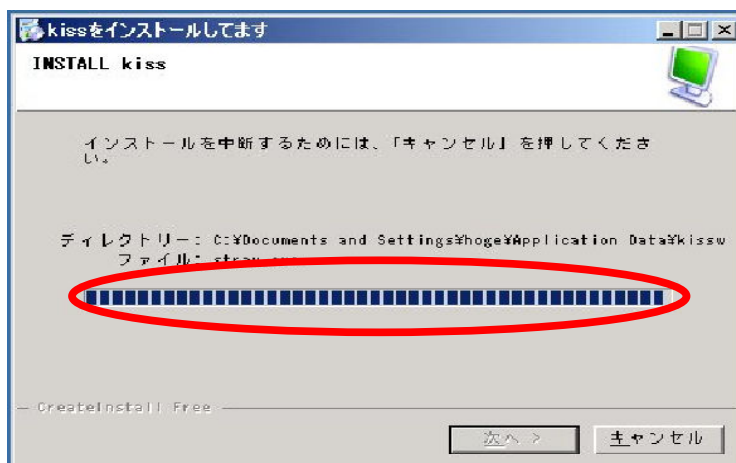 kissをインストールしてます
INSTALL kiss
インストールを中断するためには、「キャンセル」を押してくださ
い。
ディレクトリー: C:¥Documents and Settings¥hoge¥Application Data¥kissw
ファイル:
CreateInstall Free
次へ >
キャンセル